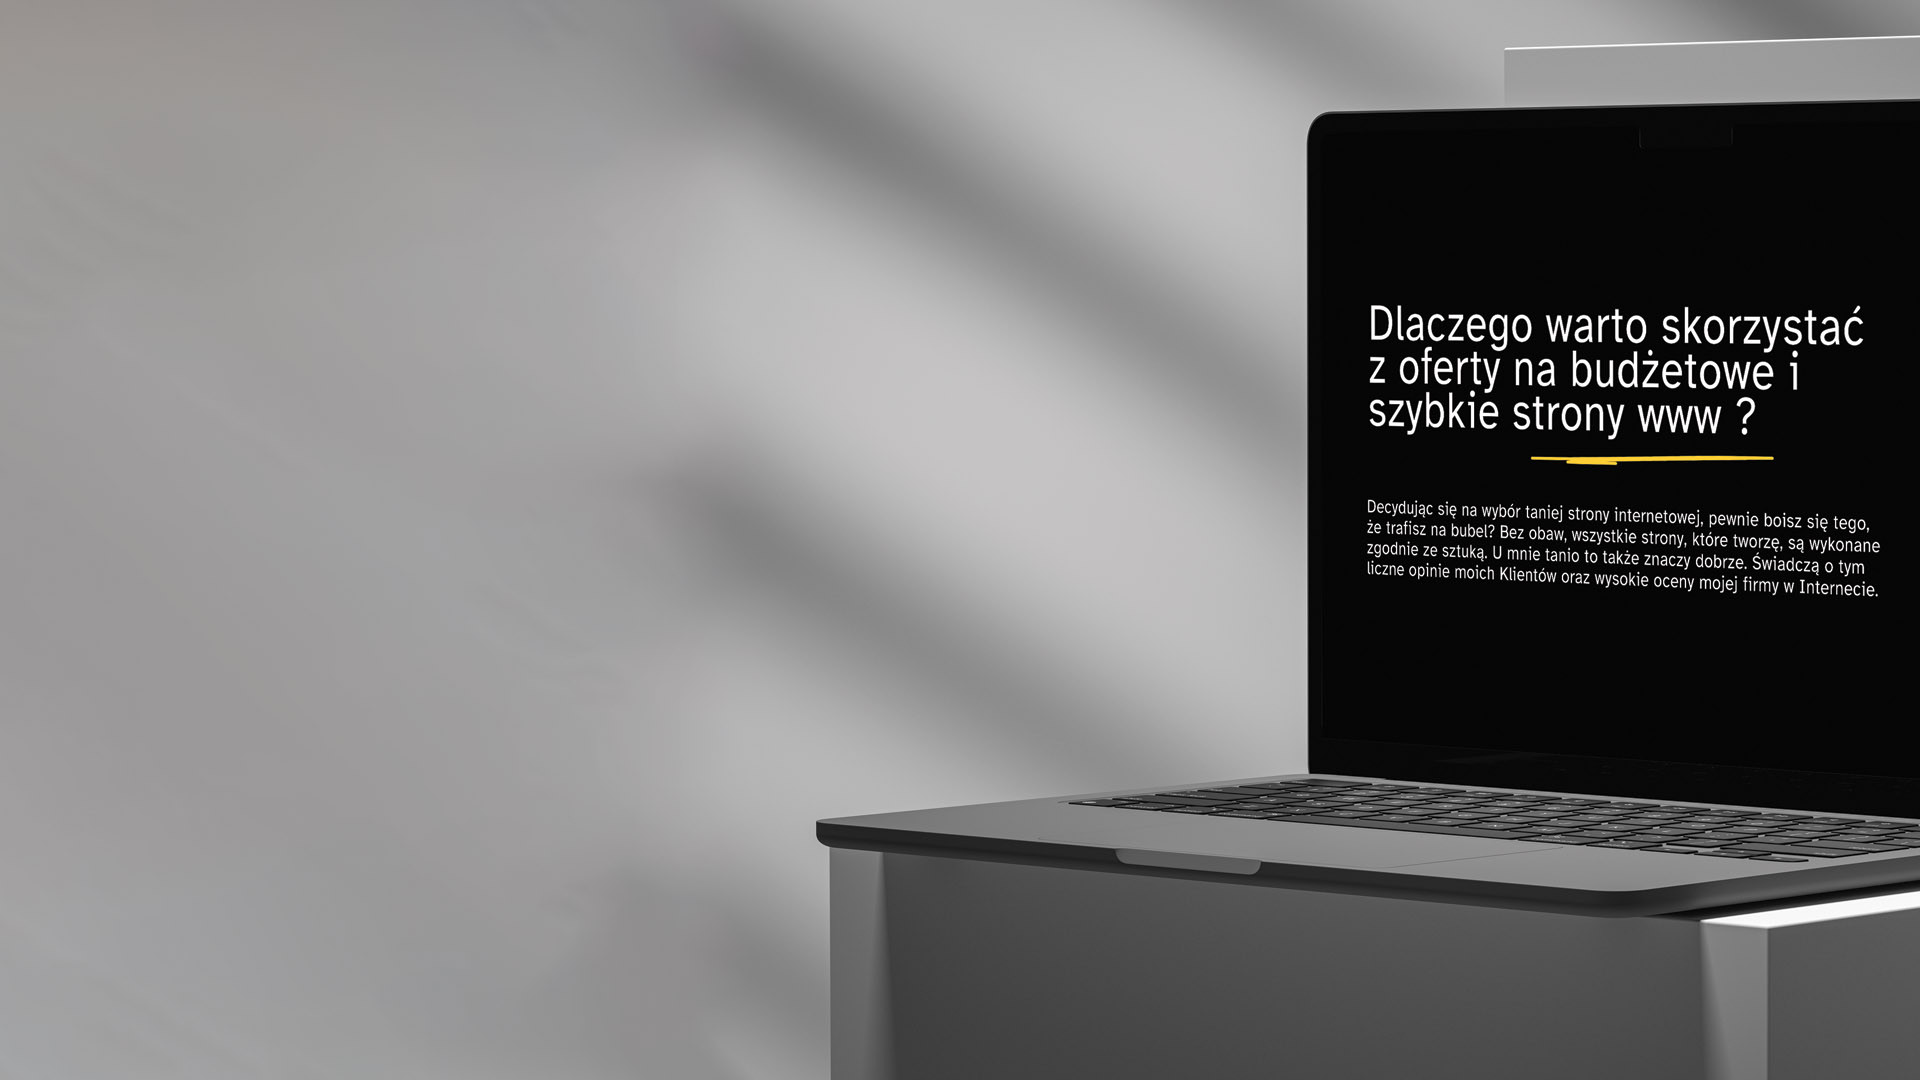 Dlaczego warto skorzystać
z oferty na budżetowe i
szybkie strony www ?
Decydując się na wybór taniej strony internetowej, pewnie boisz się tego,
że trafisz na bubel? Bez obaw, wszystkie strony, które tworzę, są wykonane
zgodnie ze sztuką. U mnie tanio to także znaczy dobrze. Świadczą o tym
liczne opinie moich Klientów oraz wysokie oceny mojej firmy w Internecie.